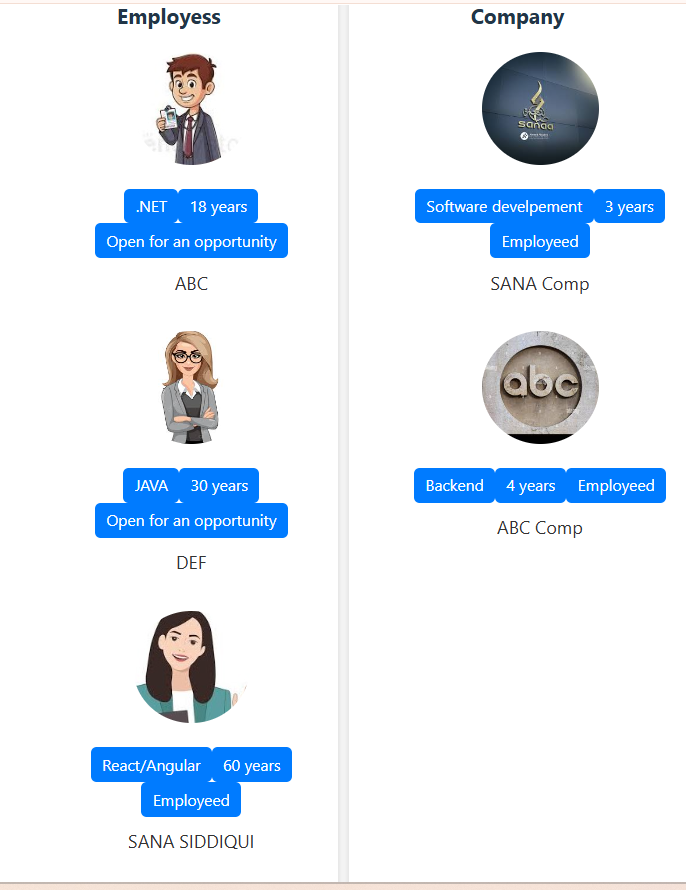 Employess
.NET
18 years
Open for an opportunity
ABC
JAVA
30 years
Open for an opportunity
DEF
React/Angular
60 years
Employeed
SANA SIDDIQUI
Company
sanaa
Software develpement
3 years
Employeed
SANA Comp
abc
Backend
4 years
Employeed
ABC Comp